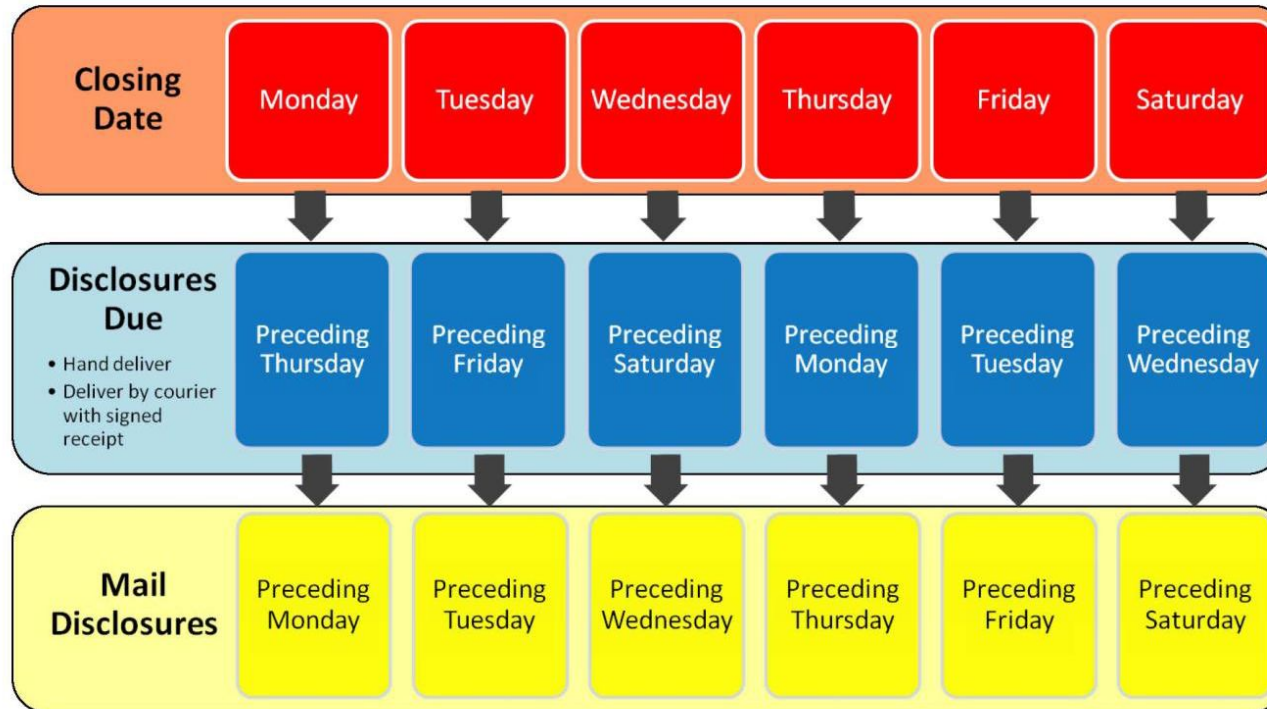 Closing
Date
Monday
Tuesday
Wednesday
Thursday
Friday
Saturday
Disclosures
Due
• Hand deliver
• Deliver by courier
with signed
receipt
Preceding
Thursday
Preceding
Friday
Preceding
Saturday
Preceding
Monday
Preceding
Tuesday
Preceding
Wednesday
Mail
Disclosures
Preceding
Monday
Preceding
Tuesday
Preceding
Wednesday
Preceding
Thursday
Preceding
Friday
Preceding
Saturday